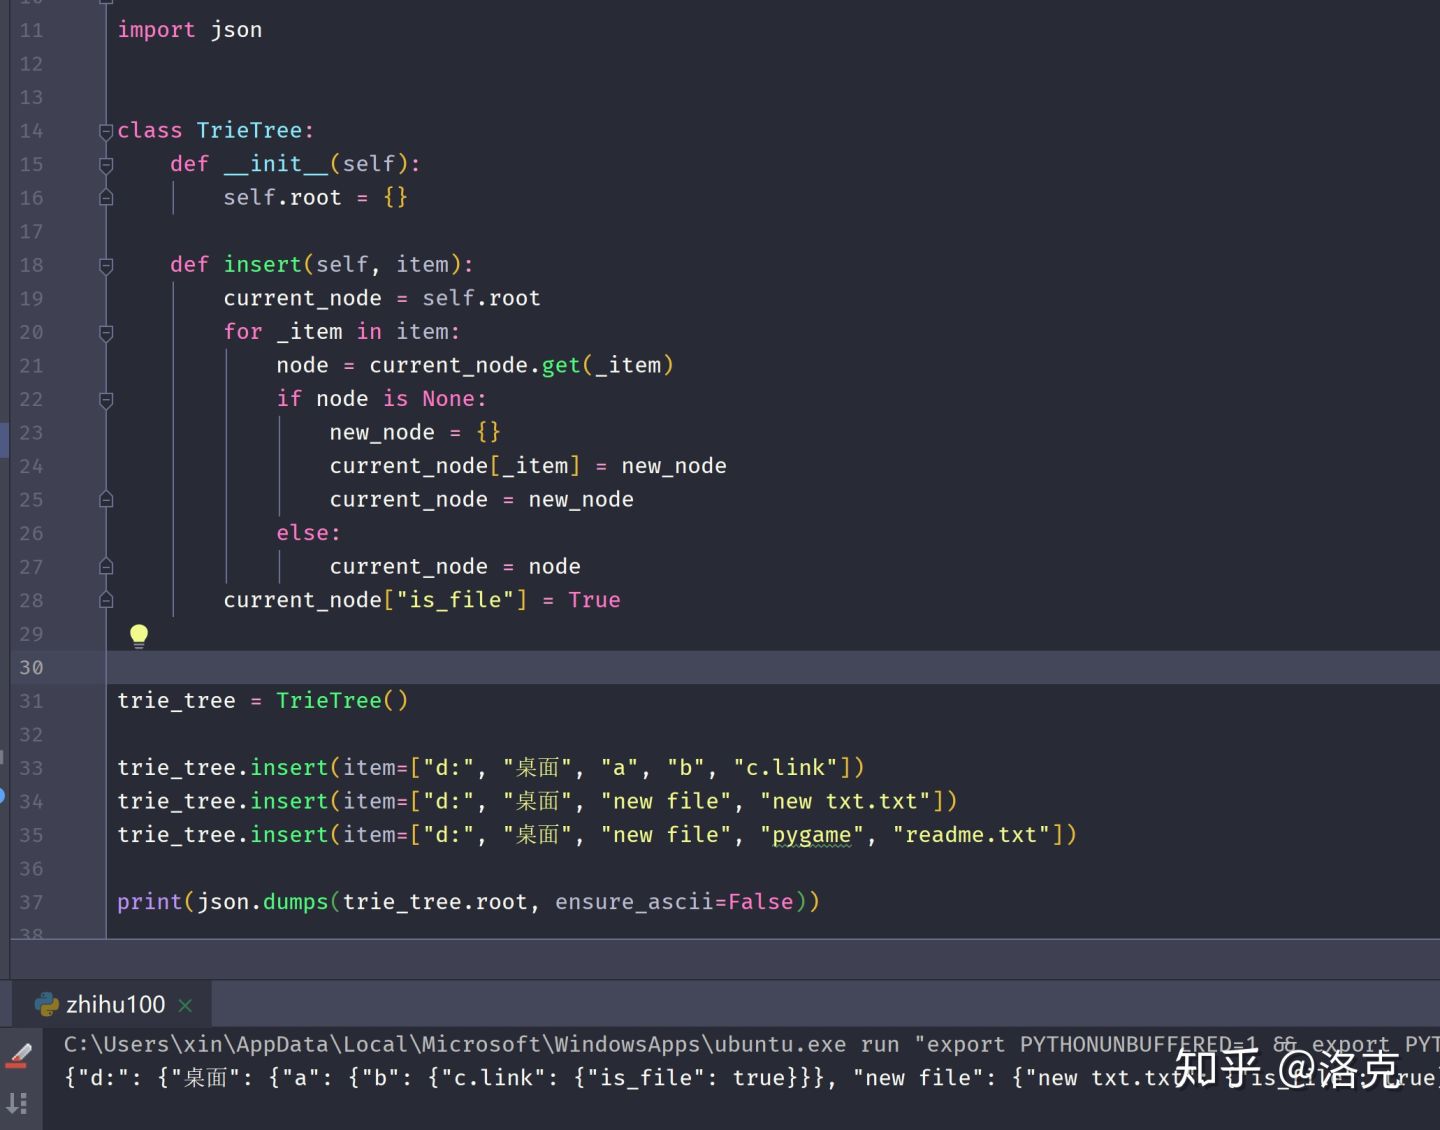 11 import json
12
13
14 class TrieTree:
15 def __init__(self):
16 self.root = {}
17
18 def insert(self, item):
19 current_node = self.root
20 for _item in item:
21 node = current_node.get(_item)
22 if node is None:
23 new_node = {}
24 current_node[_item] = new_node
25 current_node = new_node
26 else:
27 current_node = node
28 current_node["is_file"] = True
29
30
31 trie_tree = TrieTree()
32
33 trie_tree.insert(item=["d:", "桌面", "a", "b", "c.link"])
34 trie_tree.insert(item=["d:", "桌面", "new file", "new txt.txt"])
35 trie_tree.insert(item=["d:", "桌面", "new file", "pygame", "readme.txt"])
36
37 print(json.dumps(trie_tree.root, ensure_ascii=False))
38
zhihu100
C:\Users\xin\AppData\Local\Microsoft\WindowsApps\ubuntu.exe run "export PYTHONUNBUFFERED=1 && export PYT
{"d:": {"桌面": {"a": {"b": {"c.link": {"is_file": true}}}, "new file": {"new txt.txt": {"is_file": true}
知乎 @洛克